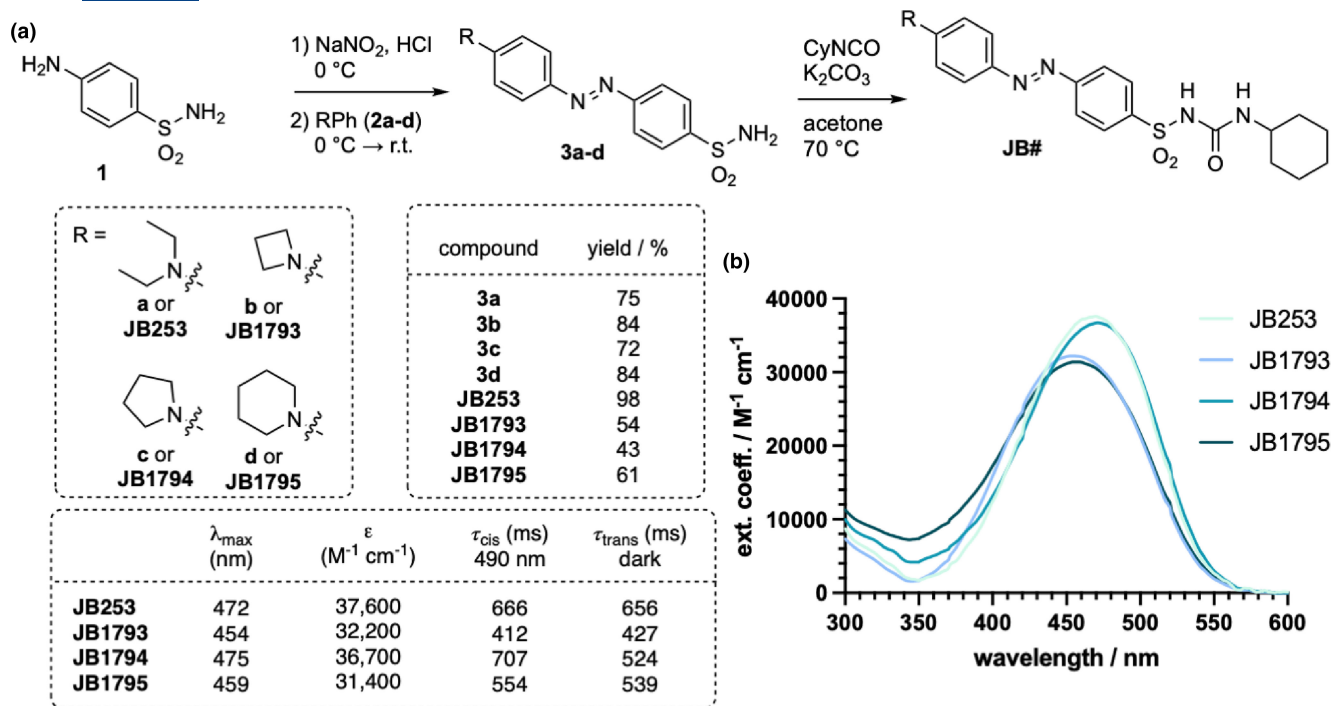 (a)
H₂N
NH₂
S
O₂
1
1) NaNO₂, HCl
0 °C
2) RPh (2a-d)
0 °C → r.t.
R
N
N
S
NH₂
O₂
3a-d
CyNCO
K₂CO₃
acetone
70 °C
R
N
N
H
H
S
N
N
O₂
O
JB#
R =
N
N
a or
JB253
b or
JB1793
N
N
c or
JB1794
d or
JB1795
compound yield / %
3a 75
3b 84
3c 72
3d 84
JB253 98
JB1793 54
JB1794 43
JB1795 61
λmax ε τcis (ms) τtrans (ms)
(nm) (M⁻¹ cm⁻¹) 490 nm dark
JB253 472 37,600 666 656
JB1793 454 32,200 412 427
JB1794 475 36,700 707 524
JB1795 459 31,400 554 539
(b)
ext. coeff. / M⁻¹ cm⁻¹
40000
30000
20000
10000
0
300 350 400 450 500 550 600
wavelength / nm
JB253
JB1793
JB1794
JB1795